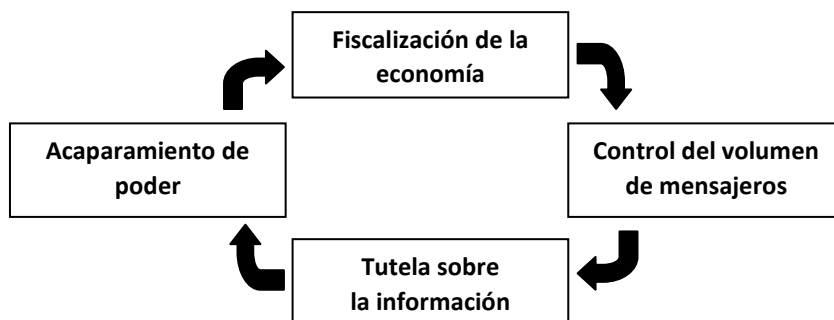 Fiscalización de la
economía
Acaparamiento de
poder
Control del volumen
de mensajeros
Tutela sobre
la información